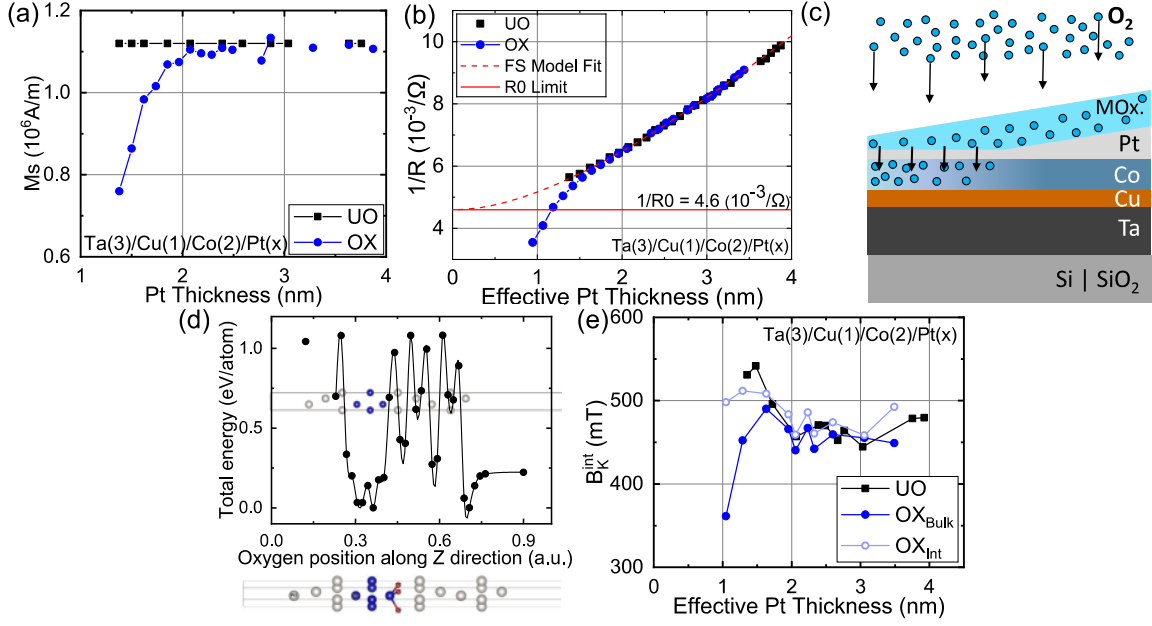 (a)
Ms (10⁶A/m)
1.2
1.0
0.8
0.6
UO
OX
Ta(3)/Cu(1)/Co(2)/Pt(x)
1
2
3
4
Pt Thickness (nm)
(b)
1/R (10⁻³/Ω)
10
8
6
4
UO
OX
FS Model Fit
R0 Limit
1/R0 = 4.6 (10⁻³/Ω)
Ta(3)/Cu(1)/Co(2)/Pt(x)
0
1
2
3
4
Effective Pt Thickness (nm)
(c)
O₂
MOx.
Pt
Co
Cu
Ta
Si | SiO₂
(d)
Total energy (eV/atom)
1.0
0.5
0.0
0.0
0.3
0.6
0.9
Oxygen position along Z direction (a.u.)
(e)
B_K^int (mT)
600
500
400
300
Ta(3)/Cu(1)/Co(2)/Pt(x)
UO
OX_Bulk
OX_Int
0
1
2
3
4
Effective Pt Thickness (nm)